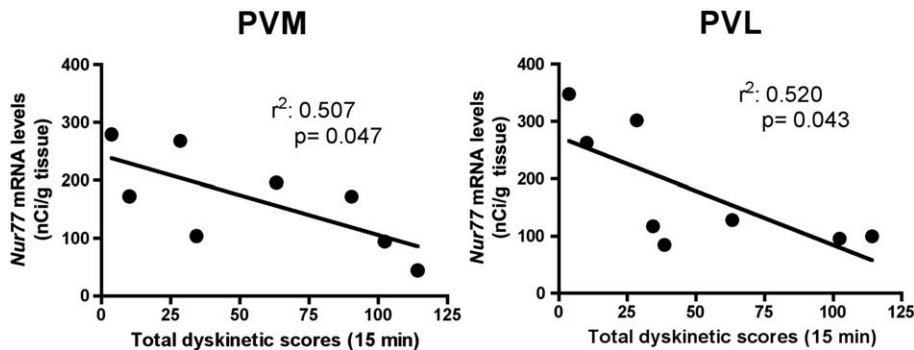 PVM
400
300
200
100
0
Nur77 mRNA levels
(nCi/g tissue)
r²: 0.507
p= 0.047
0 25 50 75 100 125
Total dyskinetic scores (15 min)
PVL
400
300
200
100
0
Nur77 mRNA levels
(nCi/g tissue)
r²: 0.520
p= 0.043
0 25 50 75 100 125
Total dyskinetic scores (15 min)